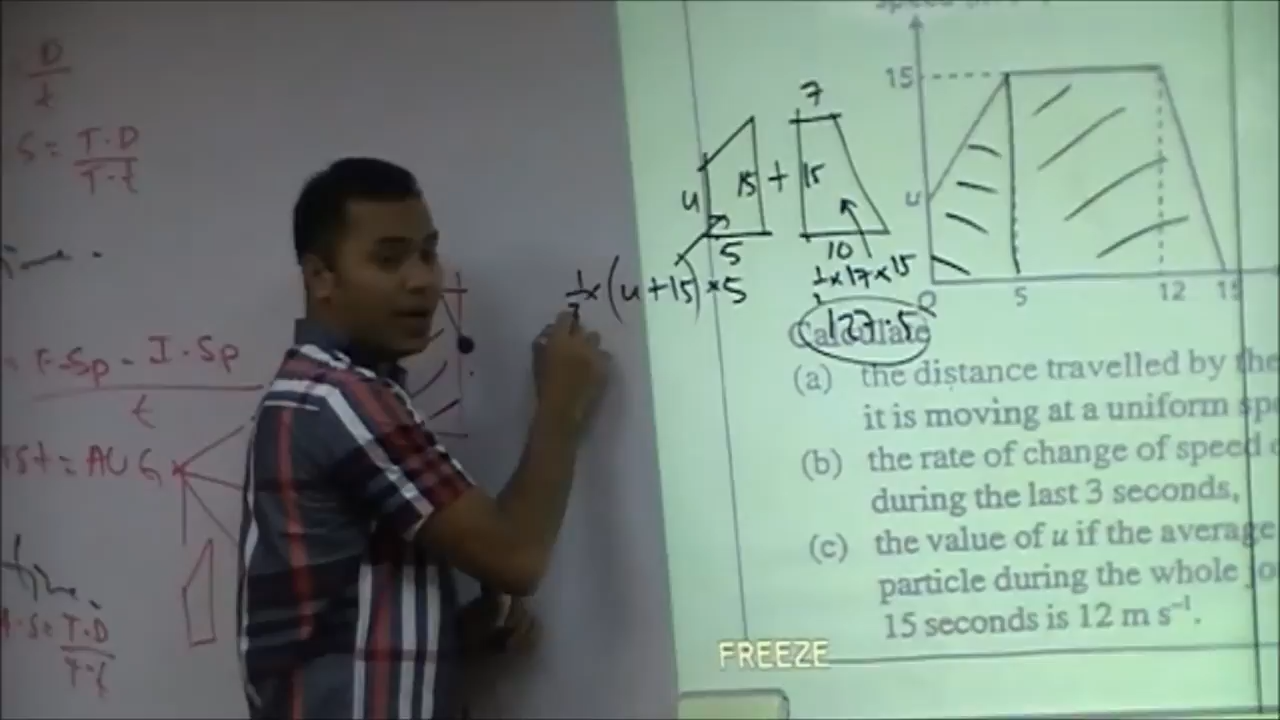 D
t
S = T.D
T.t
= F.Sp - I.Sp
t
= AUG
A.S = T.D
T.t
7
u
15
+
15
5
10
1/2 × (u + 15) × 5
1/2 × 17 × 15
127.5
15
u
O
5
12
Calculate
(a) the distance travelled by the
it is moving at a uniform
(b) the rate of change of speed
during the last 3 seconds,
(c) the value of u if the average
particle during the whole
15 seconds is 12 m s⁻¹.
FREEZE